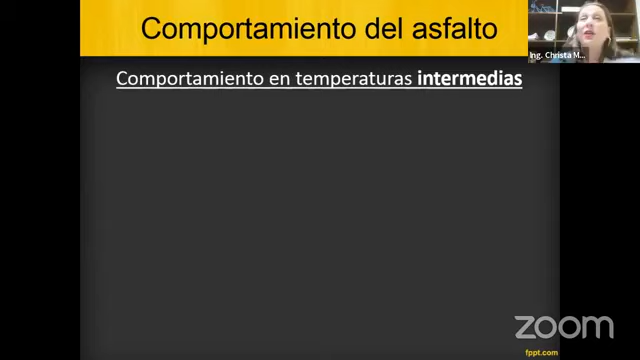 Comportamiento del asfalto
Ing. Christa M...
Comportamiento en temperaturas intermedias
zoom
fppt.com